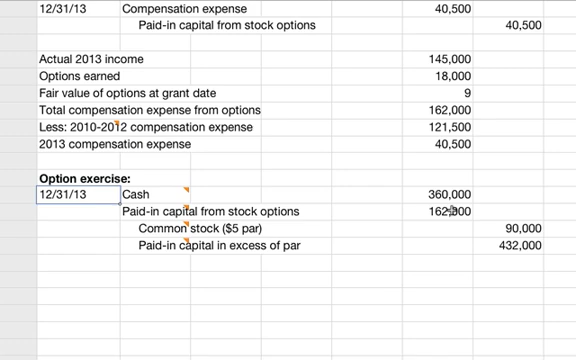 12/31/13 Compensation expense 40,500
Paid-in capital from stock options 40,500
Actual 2013 income 145,000
Options earned 18,000
Fair value of options at grant date 9
Total compensation expense from options 162,000
Less: 2010-2012 compensation expense 121,500
2013 compensation expense 40,500
Option exercise:
12/31/13 Cash 360,000
Paid-in capital from stock options 162,000
Common stock ($5 par) 90,000
Paid-in capital in excess of par 432,000